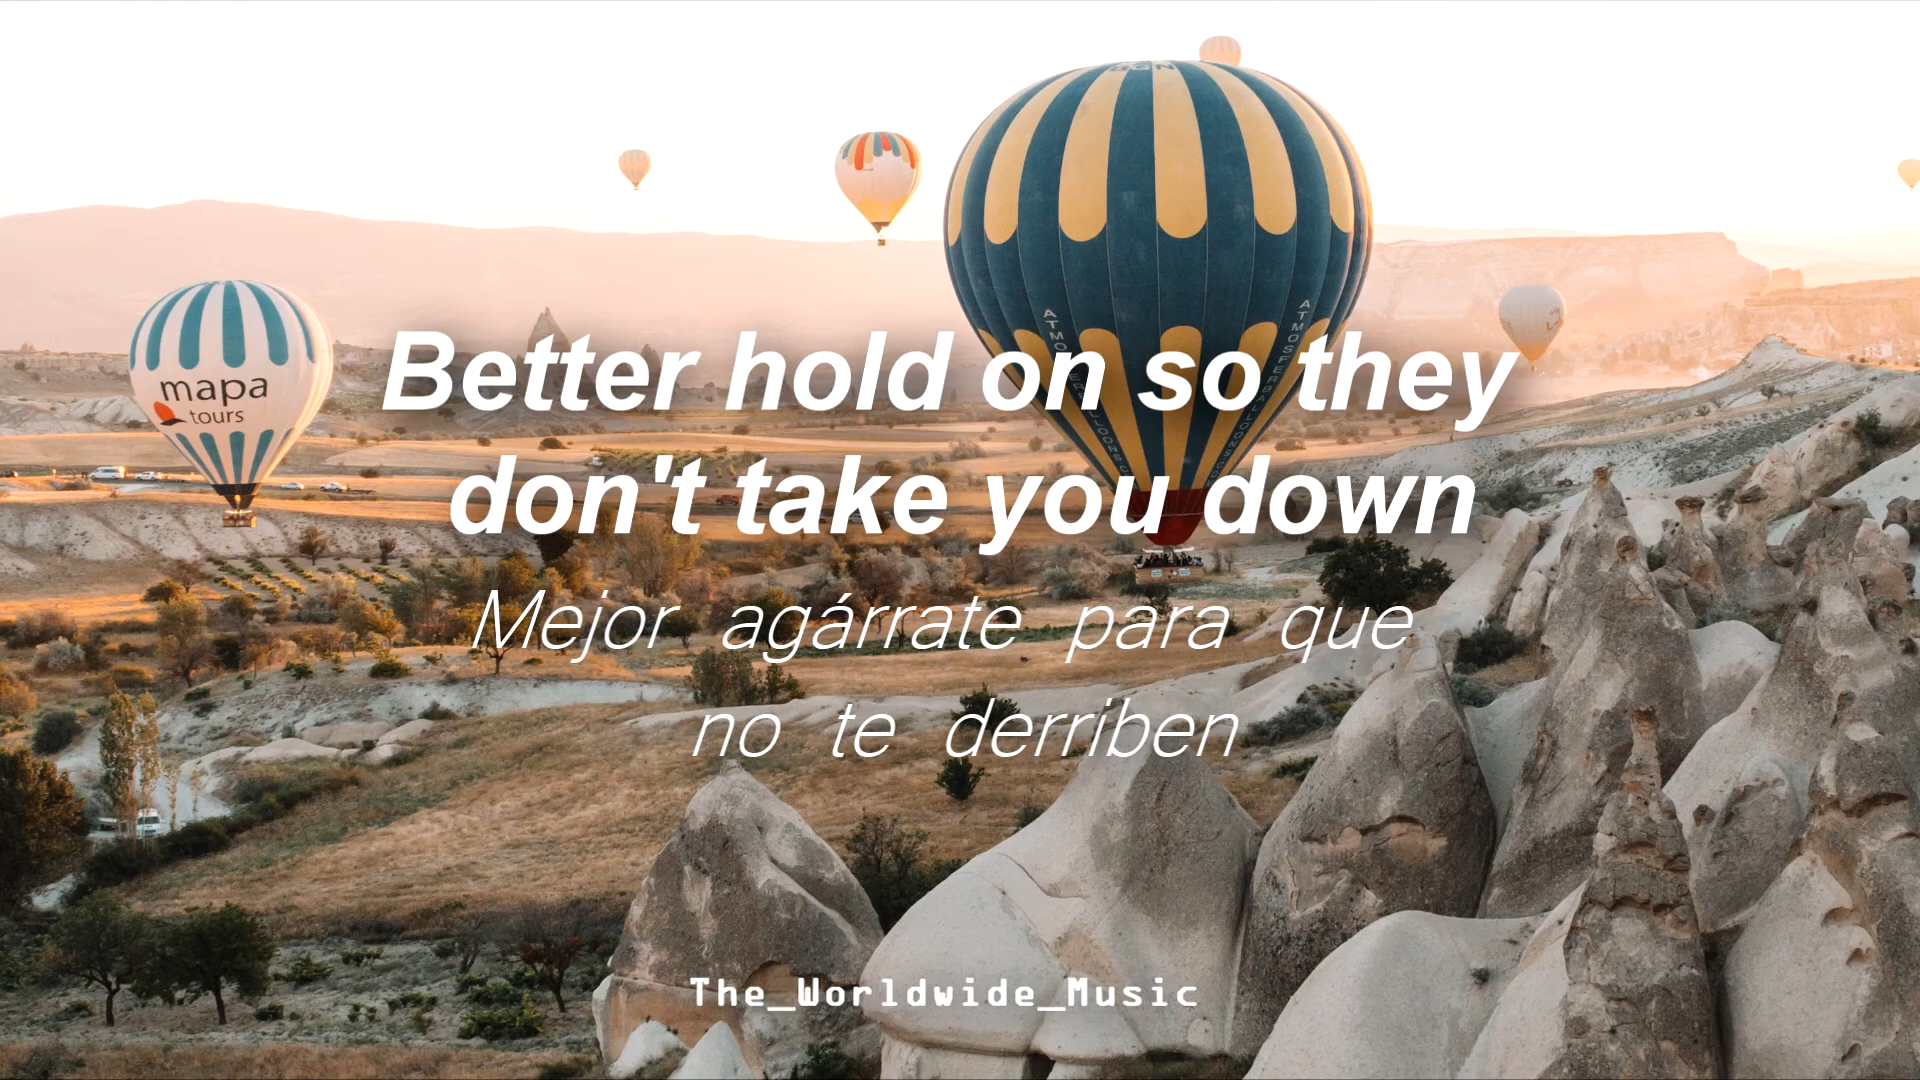 BGN
mapa
tours
Better hold on so they
don't take you down
Mejor agárrate para que
no te derriben
The_Worldwide_Music